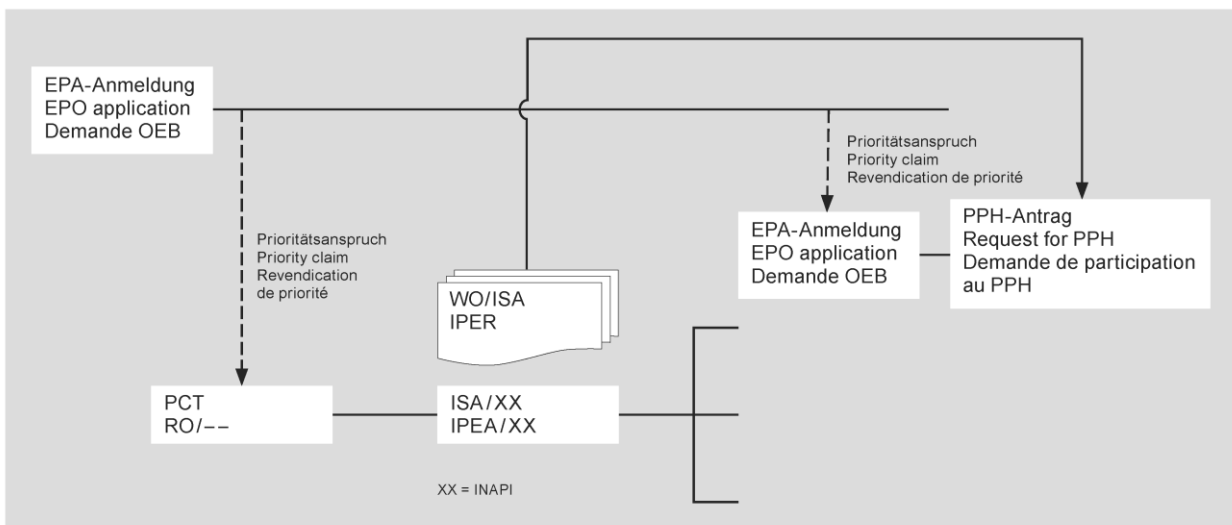 EPA-Anmeldung
EPO application
Demande OEB
Prioritätsanspruch
Priority claim
Revendication de priorité
EPA-Anmeldung
EPO application
Demande OEB
PPH-Antrag
Request for PPH
Demande de participation
au PPH
Prioritätsanspruch
Priority claim
Revendication
de priorité
WO/ISA
IPER
PCT
RO/--
ISA/XX
IPEA/XX
XX = INAPI